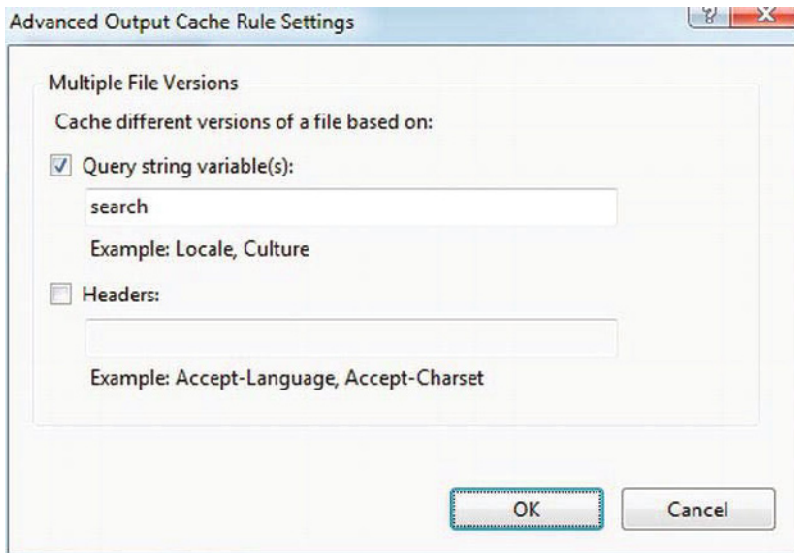 Advanced Output Cache Rule Settings
Multiple File Versions
Cache different versions of a file based on:
Query string variable(s):
search
Example: Locale, Culture
Headers:
Example: Accept-Language, Accept-Charset
OK
Cancel